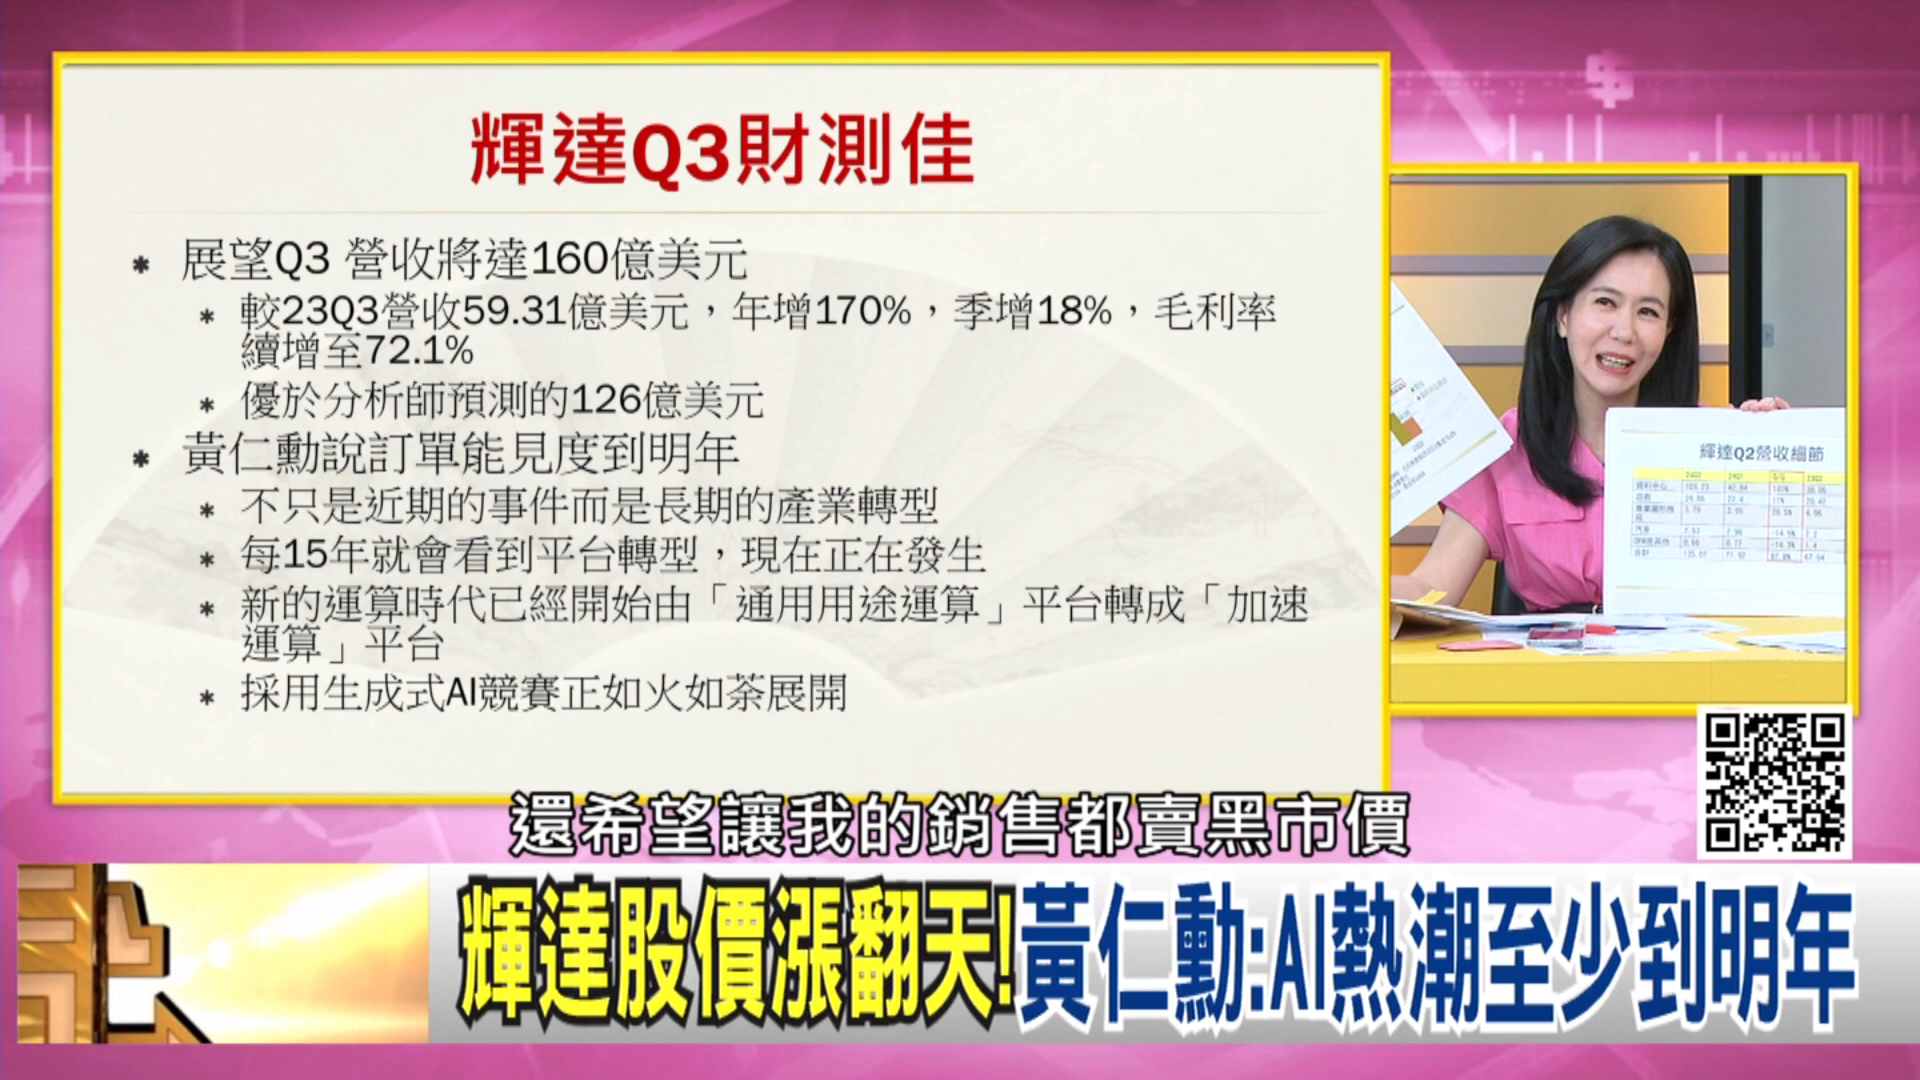 輝達Q3財測佳
* 展望Q3 營收將達160億美元
* 較23Q3營收59.31億美元，年增170%，季增18%，毛利率
續增至72.1%
* 優於分析師預測的126億美元
* 黃仁勳說訂單能見度到明年
* 不只是近期的事件而是長期的產業轉型
* 每15年就會看到平台轉型，現在正在發生
* 新的運算時代已經開始由「通用用途運算」平台轉成「加速
運算」平台
* 採用生成式AI競賽正如火如荼展開
輝達Q2營收細節
還希望讓我的銷售都賣黑市價
輝達股價漲翻天!黃仁勳:AI熱潮至少到明年